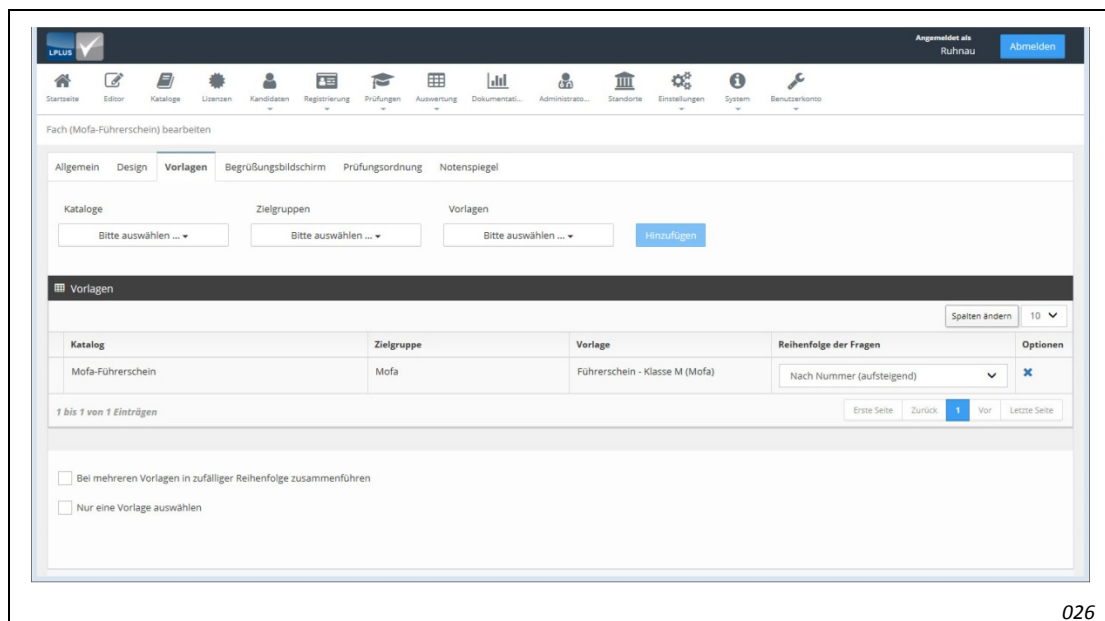 Angemeldet als
LPLUS
Ruhnau
Abmelden
Startseite Editor Kataloge Lizenzen Kandidaten Registrierung Prüfungen Auswertung Dokumentati... Administrato... Standorte Einstellungen System Benutzerkonto
Fach (Mofa-Führerschein) bearbeiten
Allgemein Design Vorlagen Begrüßungsbildschirm Prüfungsordnung Notenspiegel
Kataloge Zielgruppen Vorlagen
Bitte auswählen ... Bitte auswählen ... Bitte auswählen ... Hinzufügen
Vorlagen
Spalten ändern 10
Katalog Zielgruppe Vorlage Reihenfolge der Fragen Optionen
Mofa-Führerschein Mofa Führerschein - Klasse M (Mofa) Nach Nummer (aufsteigend)
1 bis 1 von 1 Einträgen Erste Seite Zurück 1 Vor Letzte Seite
Bei mehreren Vorlagen in zufälliger Reihenfolge zusammenführen
Nur eine Vorlage auswählen
026